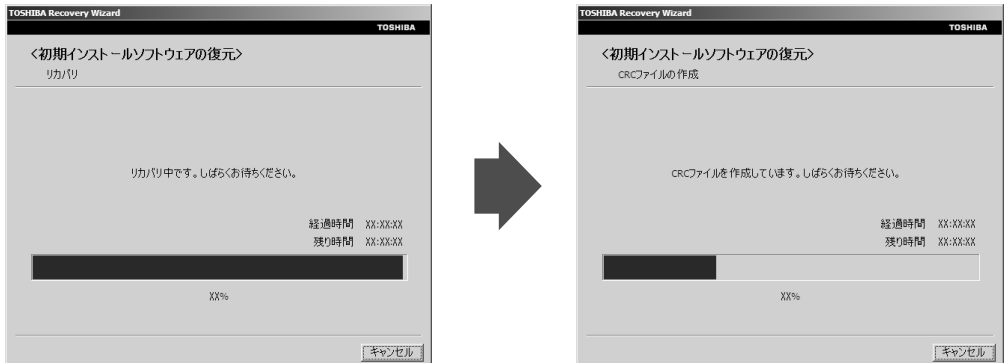 TOSHIBA Recovery Wizard
TOSHIBA
<初期インストールソフトウェアの復元>
リカバリ
リカバリ中です。しばらくお待ちください。
経過時間 XX:XX:XX
残り時間 XX:XX:XX
XX%
キャンセル
TOSHIBA Recovery Wizard
TOSHIBA
<初期インストールソフトウェアの復元>
CRCファイルの作成
CRCファイルを作成しています。しばらくお待ちください。
経過時間 XX:XX:XX
残り時間 XX:XX:XX
XX%
キャンセル